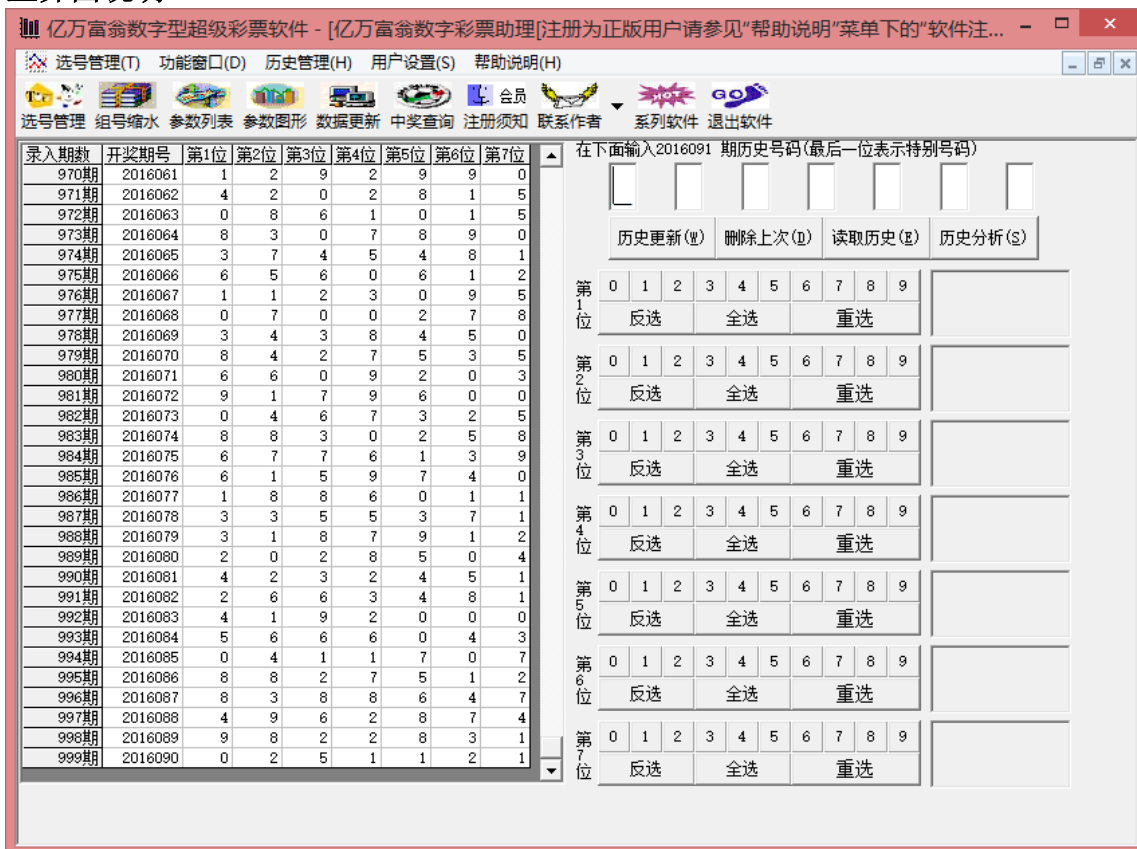 亿万富翁数字型超级彩票软件 - [亿万富翁数字彩票助理[注册为正版用户请参见"帮助说明"菜单下的"软件注...
选号管理(T) 功能窗口(D) 历史管理(H) 用户设置(S) 帮助说明(H)
选号管理 组号缩水 参数列表 参数图形 数据更新 中奖查询 注册须知 联系作者 系列软件 退出软件
会员
HOT
GO
录入期数 开奖期号 第1位 第2位 第3位 第4位 第5位 第6位 第7位
970期 2016061 1 2 9 2 9 9 0
971期 2016062 4 2 0 2 8 1 5
972期 2016063 0 8 6 1 0 1 5
973期 2016064 8 3 0 7 8 9 0
974期 2016065 3 7 4 5 4 8 1
975期 2016066 6 5 6 0 6 1 2
976期 2016067 1 1 2 3 0 9 5
977期 2016068 0 7 0 0 2 7 8
978期 2016069 3 4 3 8 4 5 0
979期 2016070 8 4 2 7 5 3 5
980期 2016071 6 6 0 9 2 0 3
981期 2016072 9 1 7 9 6 0 0
982期 2016073 0 4 6 7 3 2 5
983期 2016074 8 8 3 0 2 5 8
984期 2016075 6 7 7 6 1 3 9
985期 2016076 6 1 5 9 7 4 0
986期 2016077 1 8 8 6 0 1 1
987期 2016078 3 3 5 5 3 7 1
988期 2016079 3 1 8 7 9 1 2
989期 2016080 2 0 2 8 5 0 4
990期 2016081 4 2 3 2 4 5 1
991期 2016082 2 6 6 3 4 8 1
992期 2016083 4 1 9 2 0 0 0
993期 2016084 5 6 6 6 0 4 3
994期 2016085 0 4 1 1 7 0 7
995期 2016086 8 8 2 7 5 1 2
996期 2016087 8 3 8 8 6 4 7
997期 2016088 4 9 6 2 8 7 4
998期 2016089 9 8 2 2 8 3 1
999期 2016090 0 2 5 1 1 2 1
在下面输入2016091 期历史号码(最后一位表示特别号码)
历史更新(W) 删除上次(D) 读取历史(E) 历史分析(S)
第1位 0 1 2 3 4 5 6 7 8 9
反选 全选 重选
第2位 0 1 2 3 4 5 6 7 8 9
反选 全选 重选
第3位 0 1 2 3 4 5 6 7 8 9
反选 全选 重选
第4位 0 1 2 3 4 5 6 7 8 9
反选 全选 重选
第5位 0 1 2 3 4 5 6 7 8 9
反选 全选 重选
第6位 0 1 2 3 4 5 6 7 8 9
反选 全选 重选
第7位 0 1 2 3 4 5 6 7 8 9
反选 全选 重选